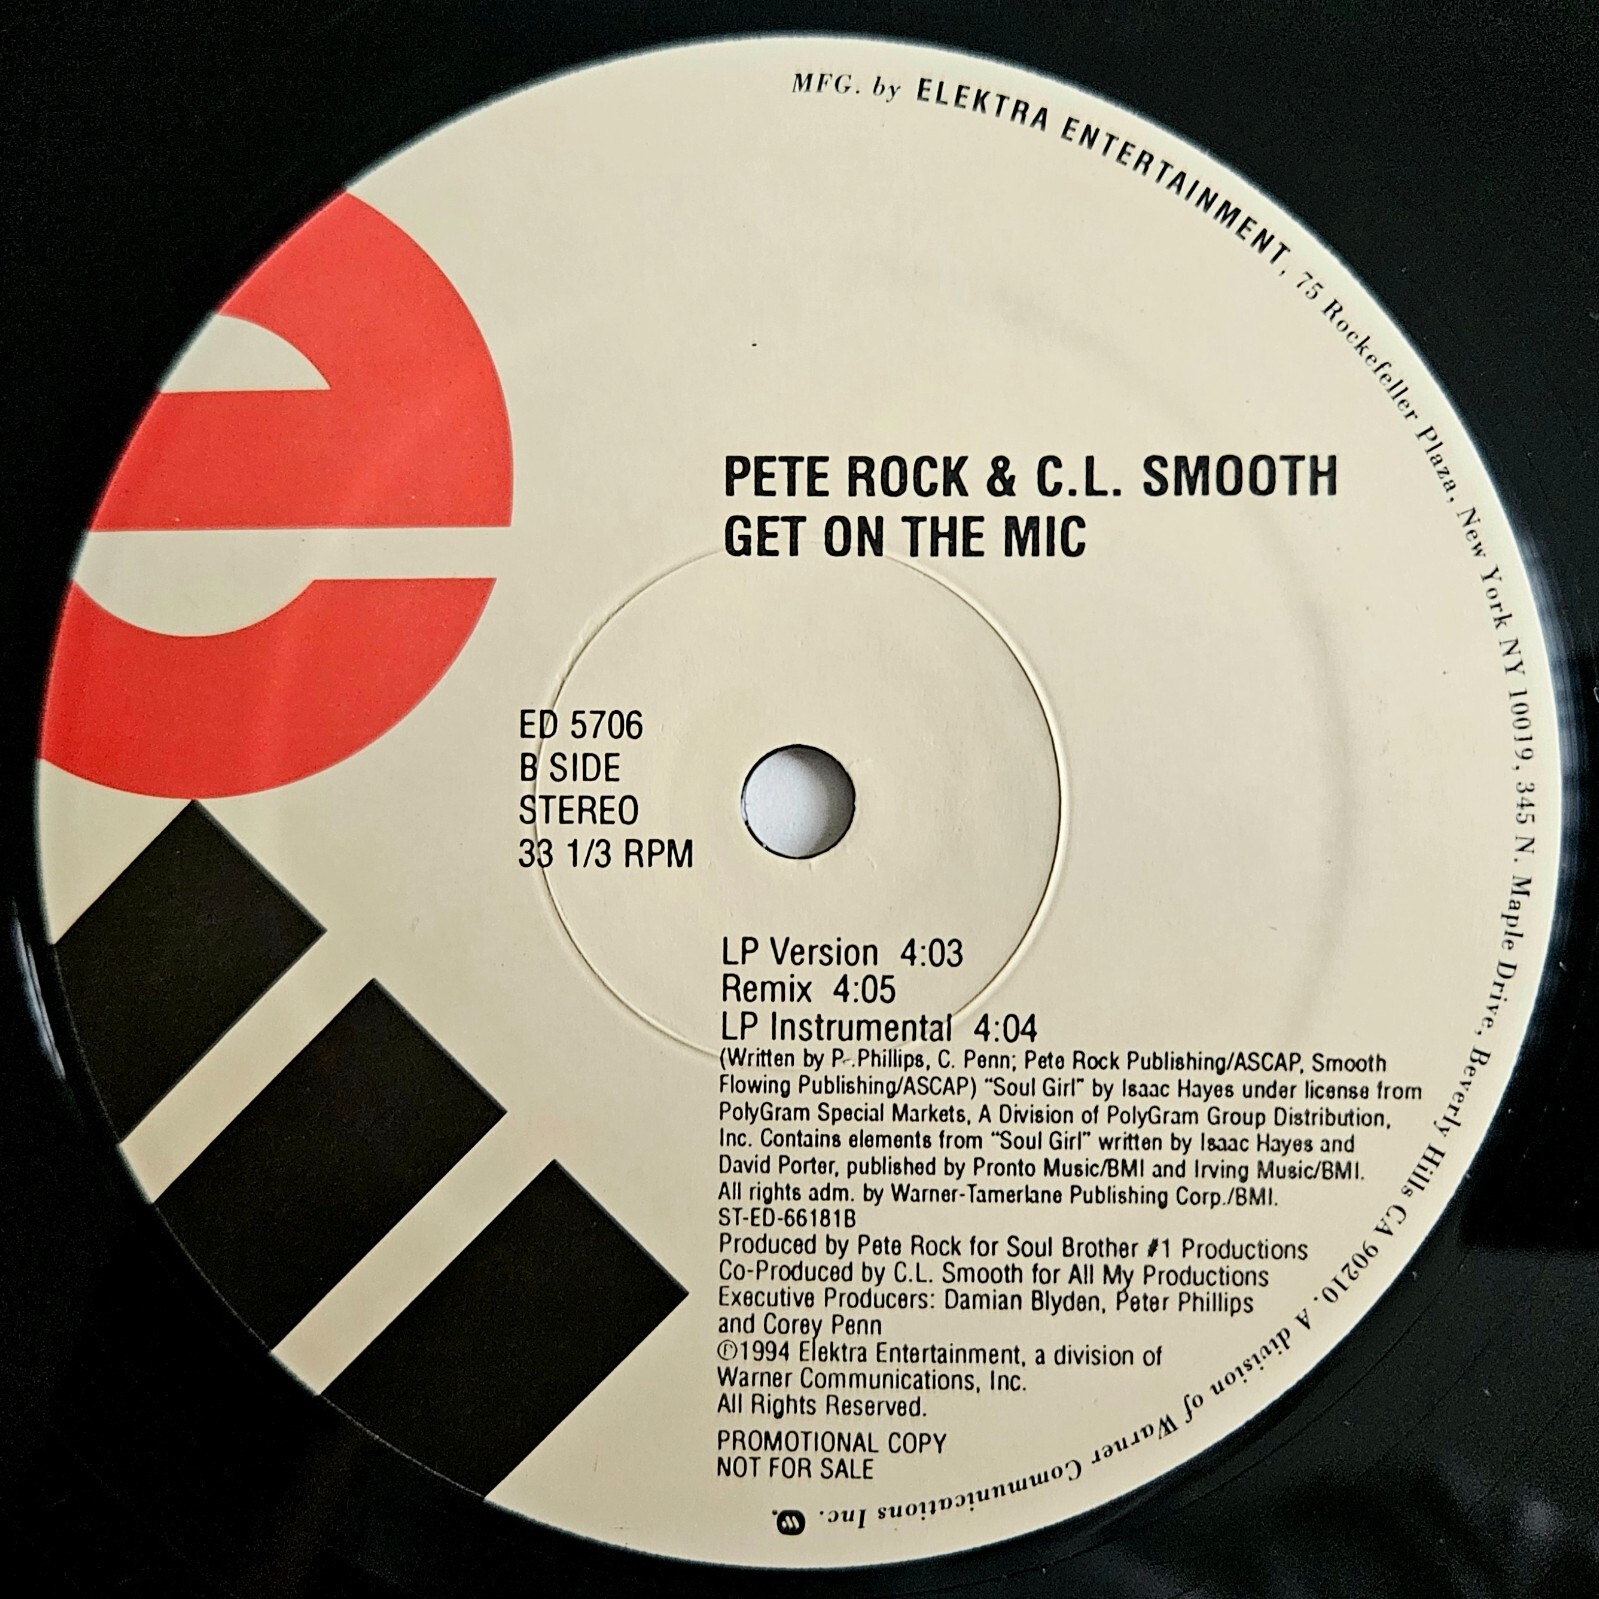 MFG. by ELEKTRA ENTERTAINMENT, 75 Rockefeller Plaza, New York NY 10019, 345 N. Maple Drive, Beverly Hills CA 90210. A division of Warner Communications Inc.
PETE ROCK & C.L. SMOOTH
GET ON THE MIC
ED 5706
B SIDE
STEREO
33 1/3 RPM
LP Version 4:03
Remix 4:05
LP Instrumental 4:04
(Written by P. Phillips, C. Penn; Pete Rock Publishing/ASCAP, Smooth
Flowing Publishing/ASCAP) “Soul Girl” by Isaac Hayes under license from
PolyGram Special Markets, A Division of PolyGram Group Distribution,
Inc. Contains elements from “Soul Girl” written by Isaac Hayes and
David Porter, published by Pronto Music/BMI and Irving Music/BMI.
All rights adm. by Warner-Tamerlane Publishing Corp./BMI.
ST-ED-66181B
Produced by Pete Rock for Soul Brother #1 Productions
Co-Produced by C.L. Smooth for All My Productions
Executive Producers: Damian Blyden, Peter Phillips
and Corey Penn
℗1994 Elektra Entertainment, a division of
Warner Communications, Inc.
All Rights Reserved.
PROMOTIONAL COPY
NOT FOR SALE